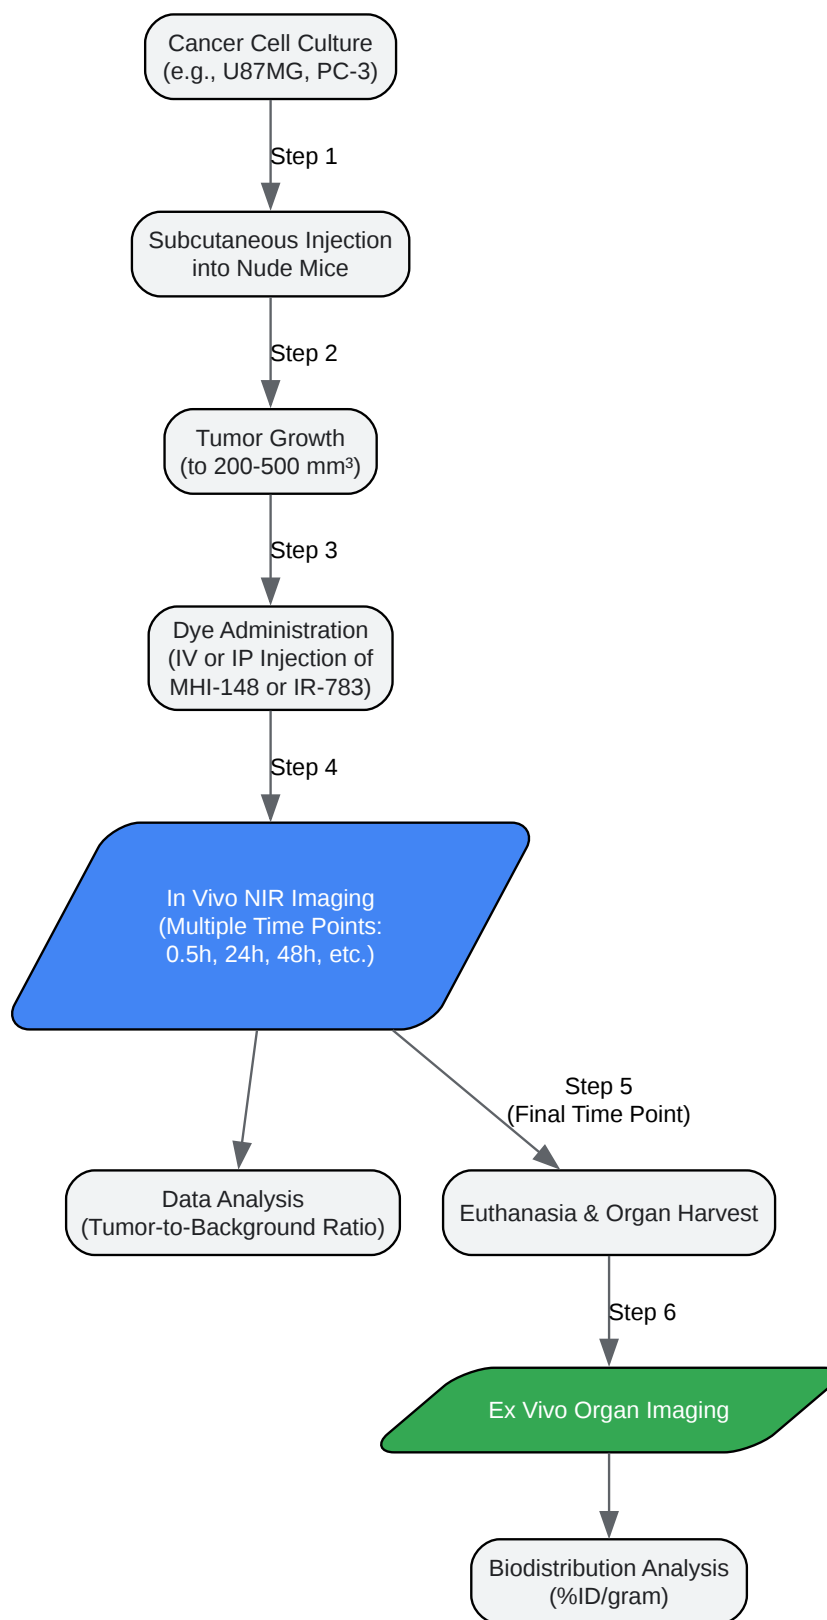 Cancer Cell Culture
(e.g., U87MG, PC-3)
Step 1
Subcutaneous Injection
into Nude Mice
Step 2
Tumor Growth
(to 200-500 mm³)
Step 3
Dye Administration
(IV or IP Injection of
MHI-148 or IR-783)
Step 4
In Vivo NIR Imaging
(Multiple Time Points:
0.5h, 24h, 48h, etc.)
Step 5
(Final Time Point)
Data Analysis
(Tumor-to-Background Ratio)
Euthanasia & Organ Harvest
Step 6
Ex Vivo Organ Imaging
Biodistribution Analysis
(%ID/gram)